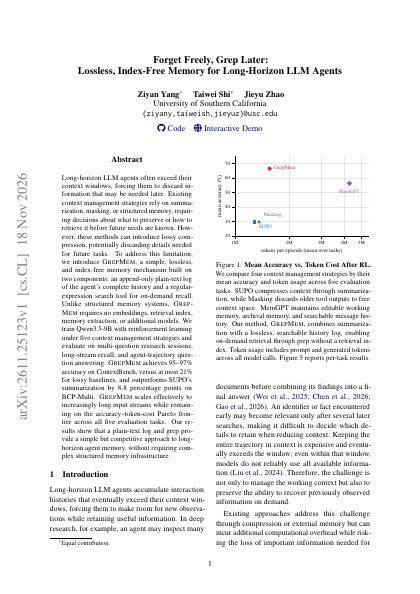 Forget Freely, Grep Later:
Lossless, Index-Free Memory for Long-Horizon LLM Agents
Ziyan Yang* Taiwei Shi* Jieyu Zhao
University of Southern California
{ziyany,taiweish,jieyuz}@usc.edu
Code Interactive Demo
arXiv:2611.25123v1 [cs.CL] 18 Nov 2026
Abstract
Long-horizon LLM agents often exceed their
context windows, forcing them to discard in-
formation that may be needed later. Existing
context management strategies rely on summa-
rization, masking, or structured memory, requir-
ing decisions about what to preserve or how to
retrieve it before future needs are known. How-
ever, these methods can introduce lossy com-
pression, potentially discarding details needed
for future tasks. To address this limitation,
we introduce GREPMEM, a simple, lossless,
and index-free memory mechanism built on
two components: an append-only plain-text log
of the agent's complete history and a regular-
expression search tool for on-demand recall.
Unlike structured memory systems, GREP-
MEM requires no embeddings, retrieval index,
memory extraction, or additional models. We
train Qwen3.5-9B with reinforcement learning
under five context management strategies and
evaluate on multi-question research sessions,
long-stream recall, and agent-trajectory ques-
tion answering. GREPMEM achieves 95–97%
accuracy on ContextBench, versus at most 21%
for lossy baselines, and outperforms SUPO's
summarization by 8.8 percentage points on
BCP-Multi. GREPMEM scales effectively to
increasingly long input streams while remain-
ing on the accuracy–token-cost Pareto fron-
tier across all five evaluation tasks. Our re-
sults show that a plain-text log and grep pro-
vide a simple but competitive approach to long-
horizon agent memory, without requiring com-
plex structured memory infrastructure.
1 Introduction
Long-horizon LLM agents accumulate interaction
histories that eventually exceed their context win-
dows, forcing them to make room for new observa-
tions while retaining useful information. In deep
research, for example, an agent may inspect many
*Equal contribution.
mean accuracy (%)
70
60
50
40
30
20
GrepMem
MemGPT
Masking
SUPO
1M 2M 3M 4M 5M
tokens per episode (mean over tasks)
Figure 1: Mean Accuracy vs. Token Cost After RL.
We compare four context management strategies by their
mean accuracy and token usage across five evaluation
tasks. SUPO compresses context through summariza-
tion, while Masking discards older tool outputs to free
context space. MemGPT maintains editable working
memory, archival memory, and searchable message his-
tory. Our method, GREPMEM, combines summariza-
tion with a lossless, searchable history log, enabling
on-demand retrieval through grep without a retrieval in-
dex. Token usage includes prompt and generated tokens
across all model calls. Figure 5 reports per-task results.
documents before combining its findings into a fi-
nal answer (Wei et al., 2025; Chen et al., 2026;
Gao et al., 2026). An identifier or fact encountered
early may become relevant only after several later
searches, making it difficult to decide which de-
tails to retain when reducing context. Keeping the
entire trajectory in context is expensive and eventu-
ally exceeds the window; even within that window,
models do not reliably use all available informa-
tion (Liu et al., 2024). Therefore, the challenge is
not only to manage the working context but also to
preserve the ability to recover previously observed
information on demand.
Existing approaches address this challenge
through compression or external memory but can
incur additional computational overhead while risk-
ing the loss of important information needed for
1